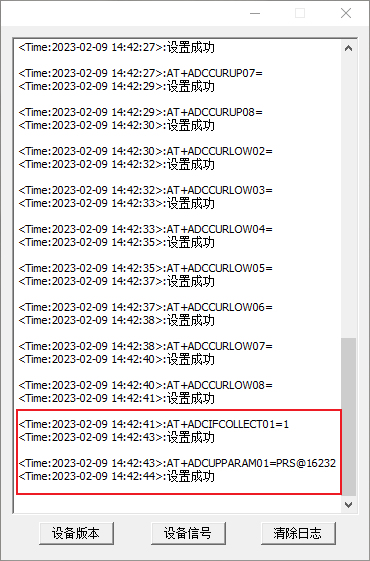 <Time:2023-02-09 14:42:27>:设置成功
<Time:2023-02-09 14:42:27>:AT+ADCCURUP07=
<Time:2023-02-09 14:42:29>:设置成功
<Time:2023-02-09 14:42:29>:AT+ADCCURUP08=
<Time:2023-02-09 14:42:30>:设置成功
<Time:2023-02-09 14:42:30>:AT+ADCCURLOW02=
<Time:2023-02-09 14:42:32>:设置成功
<Time:2023-02-09 14:42:32>:AT+ADCCURLOW03=
<Time:2023-02-09 14:42:33>:设置成功
<Time:2023-02-09 14:42:33>:AT+ADCCURLOW04=
<Time:2023-02-09 14:42:35>:设置成功
<Time:2023-02-09 14:42:35>:AT+ADCCURLOW05=
<Time:2023-02-09 14:42:37>:设置成功
<Time:2023-02-09 14:42:37>:AT+ADCCURLOW06=
<Time:2023-02-09 14:42:38>:设置成功
<Time:2023-02-09 14:42:38>:AT+ADCCURLOW07=
<Time:2023-02-09 14:42:40>:设置成功
<Time:2023-02-09 14:42:40>:AT+ADCCURLOW08=
<Time:2023-02-09 14:42:41>:设置成功
<Time:2023-02-09 14:42:41>:AT+ADCIFCOLLECT01=1
<Time:2023-02-09 14:42:43>:设置成功
<Time:2023-02-09 14:42:43>:AT+ADCUPPARAM01=PRS@16232
<Time:2023-02-09 14:42:44>:设置成功
设备版本 设备信号 清除日志